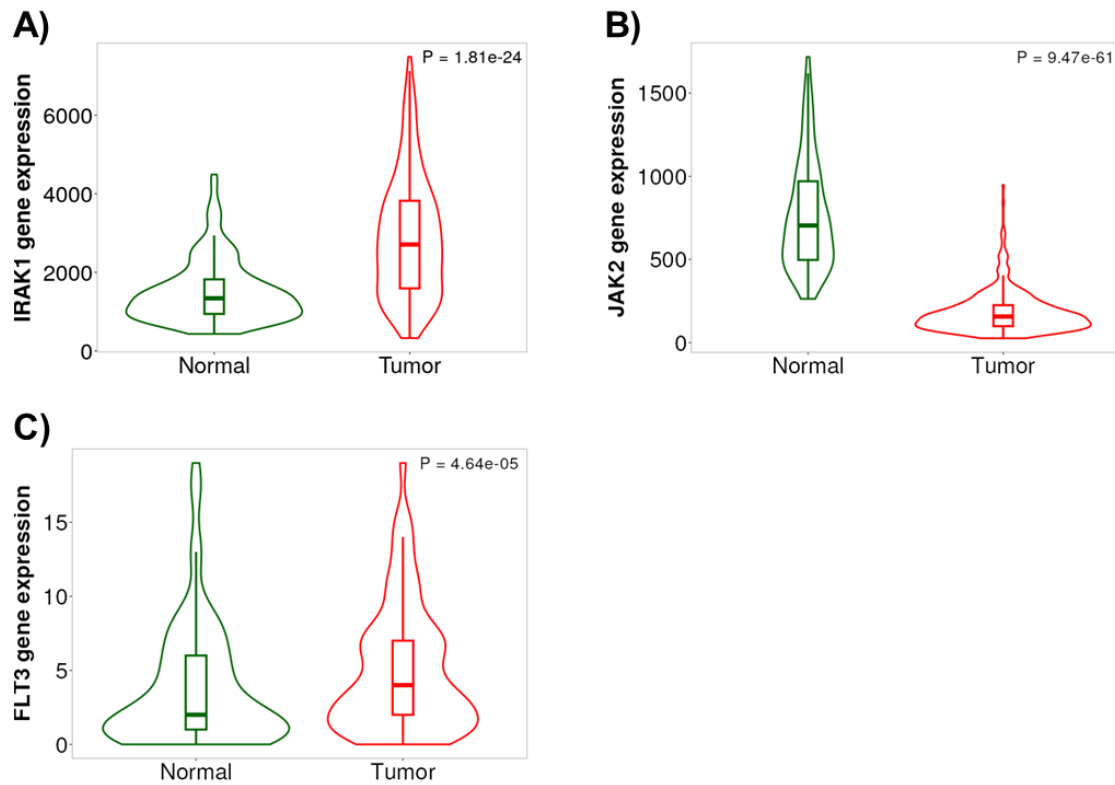 A)
P = 1.81e-24
IRAK1 gene expression
6000
4000
2000
0
Normal Tumor
B)
P = 9.47e-61
JAK2 gene expression
1500
1000
500
0
Normal Tumor
C)
P = 4.64e-05
FLT3 gene expression
15
10
5
0
Normal Tumor